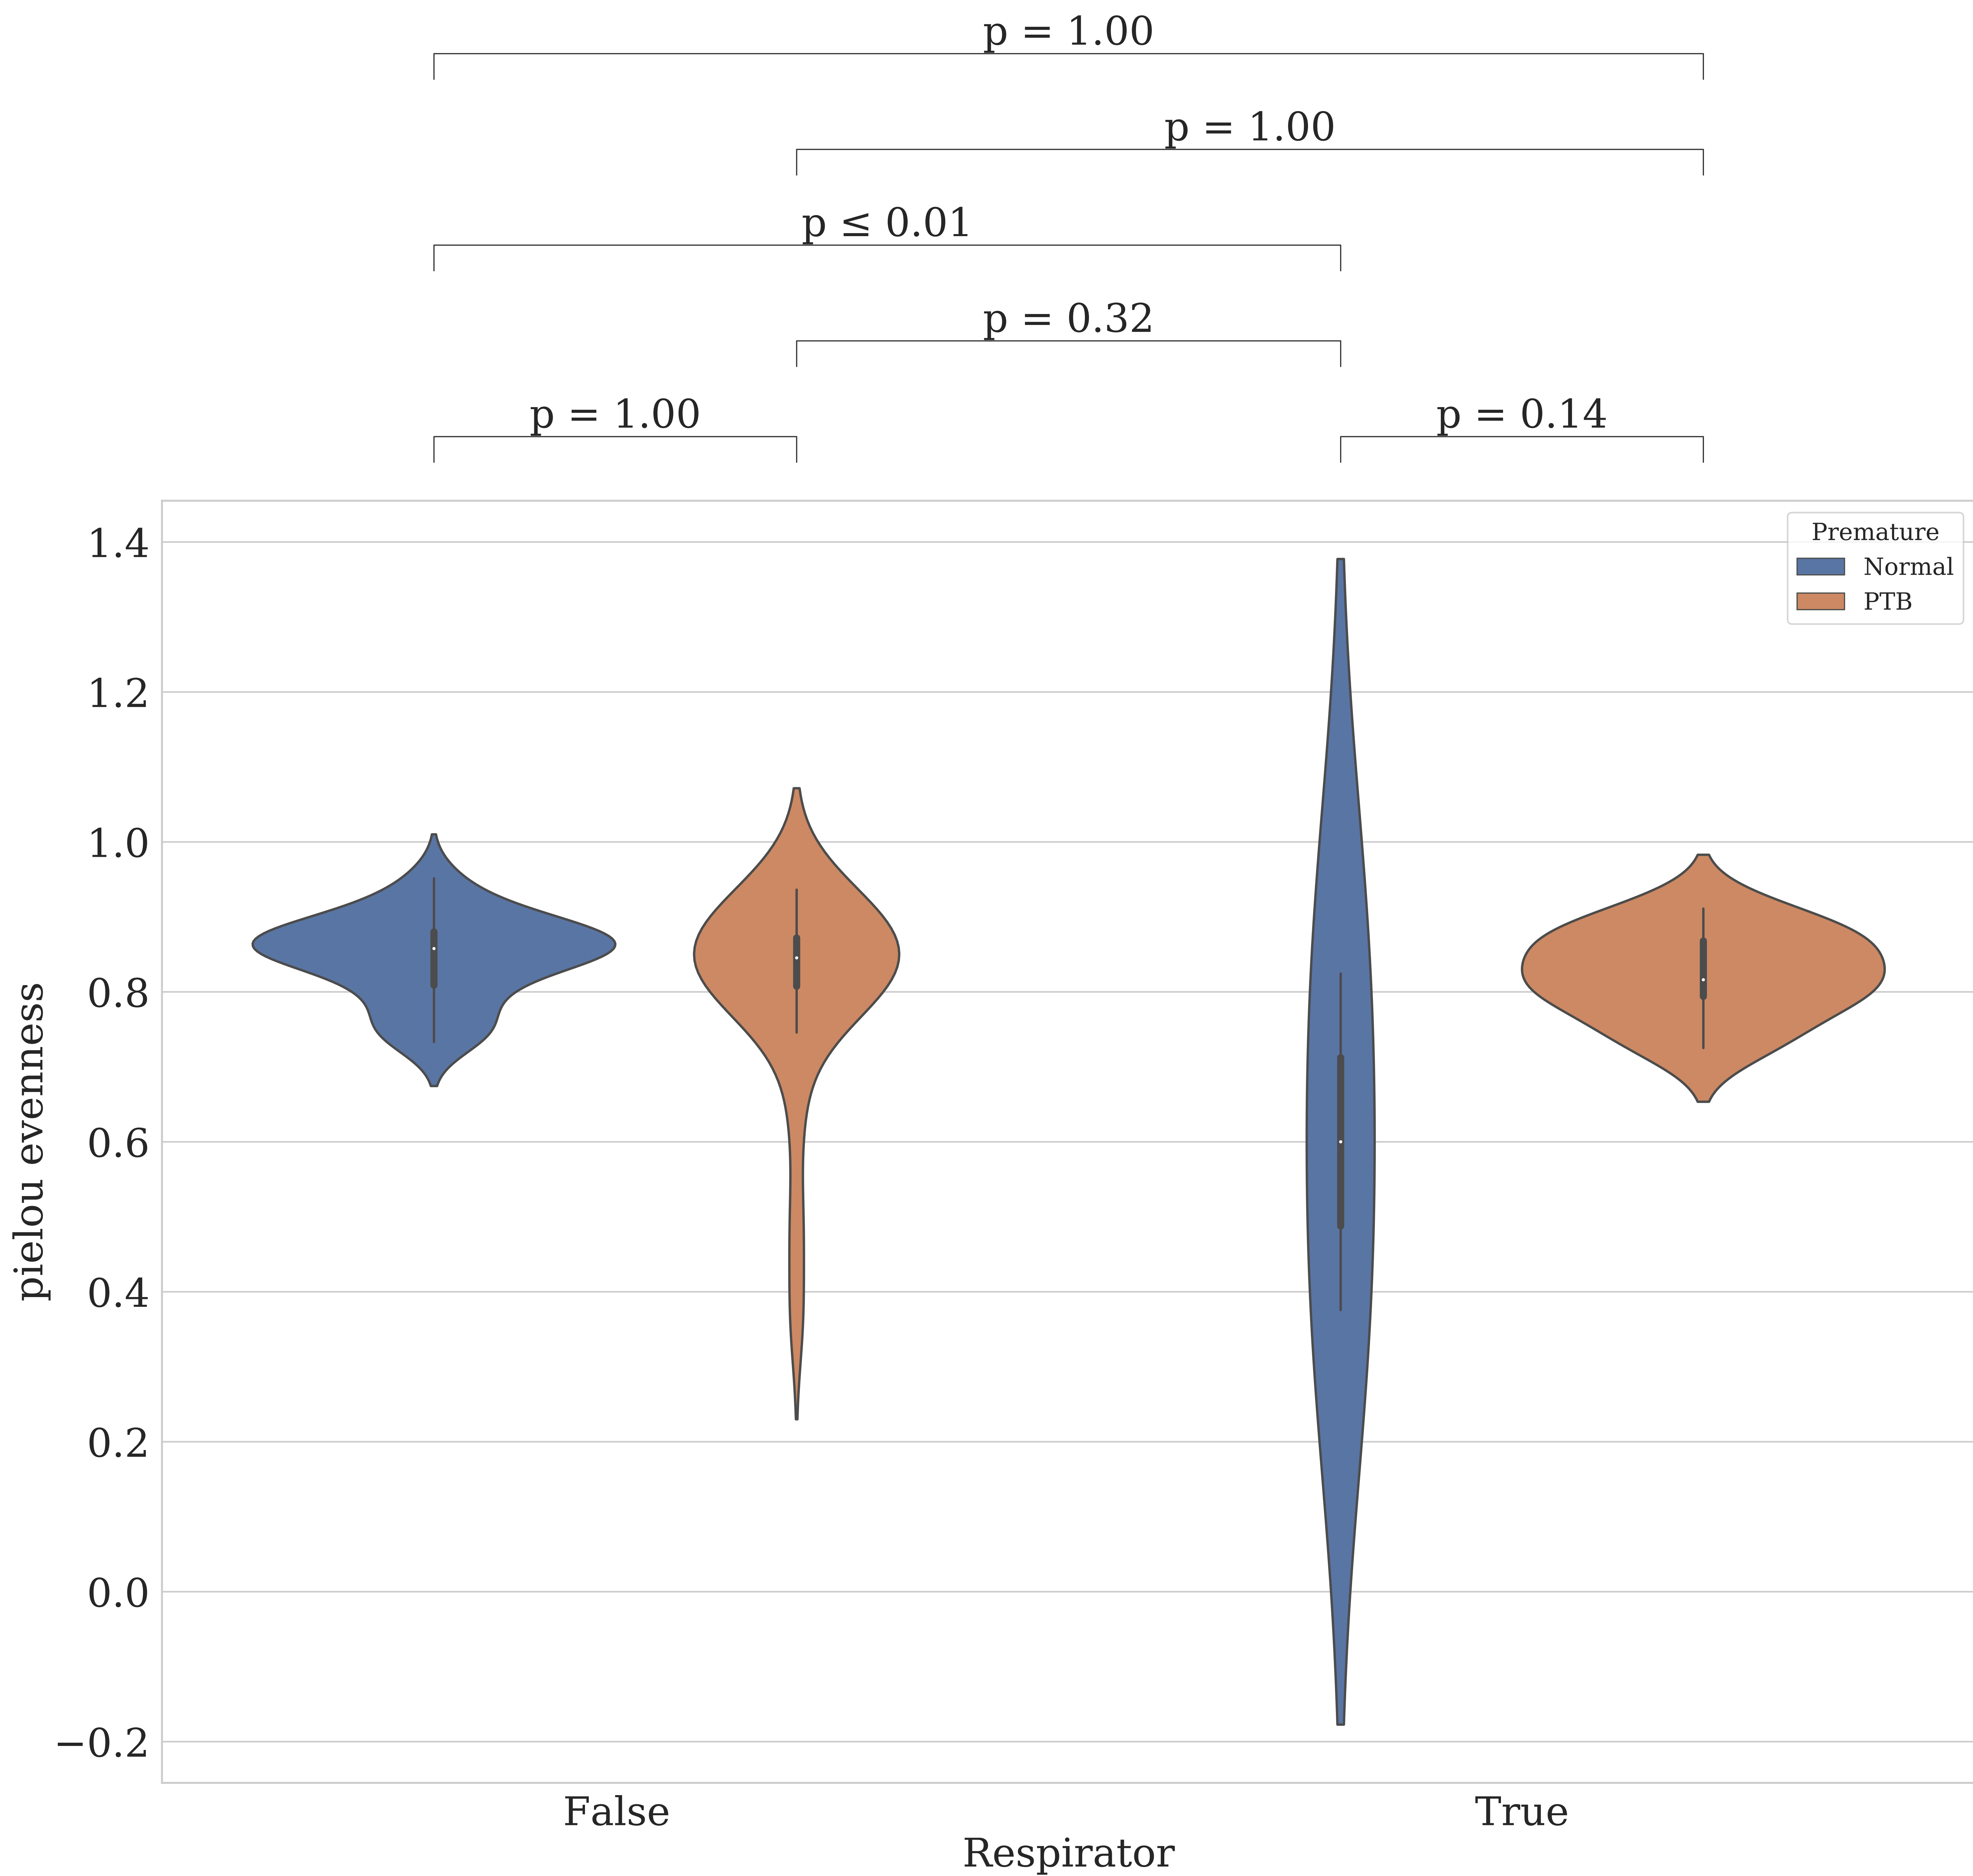 p = 1.00
p = 1.00
p ≤ 0.01
p = 0.32
p = 1.00
p = 0.14
Premature
Normal
PTB
1.4
1.2
1.0
0.8
0.6
0.4
0.2
0.0
−0.2
pielou evenness
False
True
Respirator